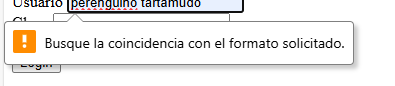 Usuario perenguino tartamudo
Busque la coincidencia con el formato solicitado.
Login